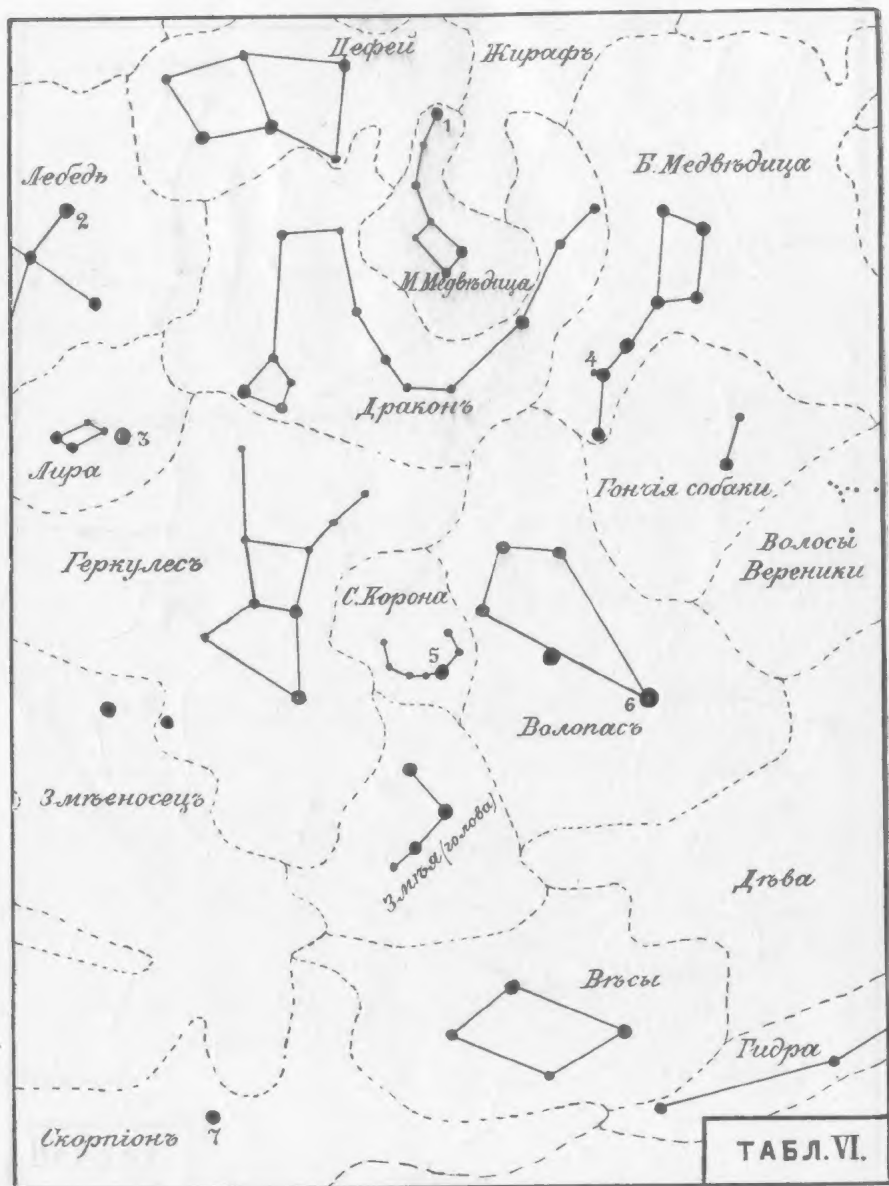 Цефей
Жирафъ
1
Б. Медвѣдица
Лебедь
2
М. Медвѣдица
4
Драконъ
3
Лира
Гончія собаки
Волосы
Вереники
Геркулесъ
С. Корона
5
6
Волопасъ
Змѣеносецъ
Змѣя (голова)
Дѣва
Вѣсы
Гидра
Скорпіонъ
7
ТАБЛ. VI.